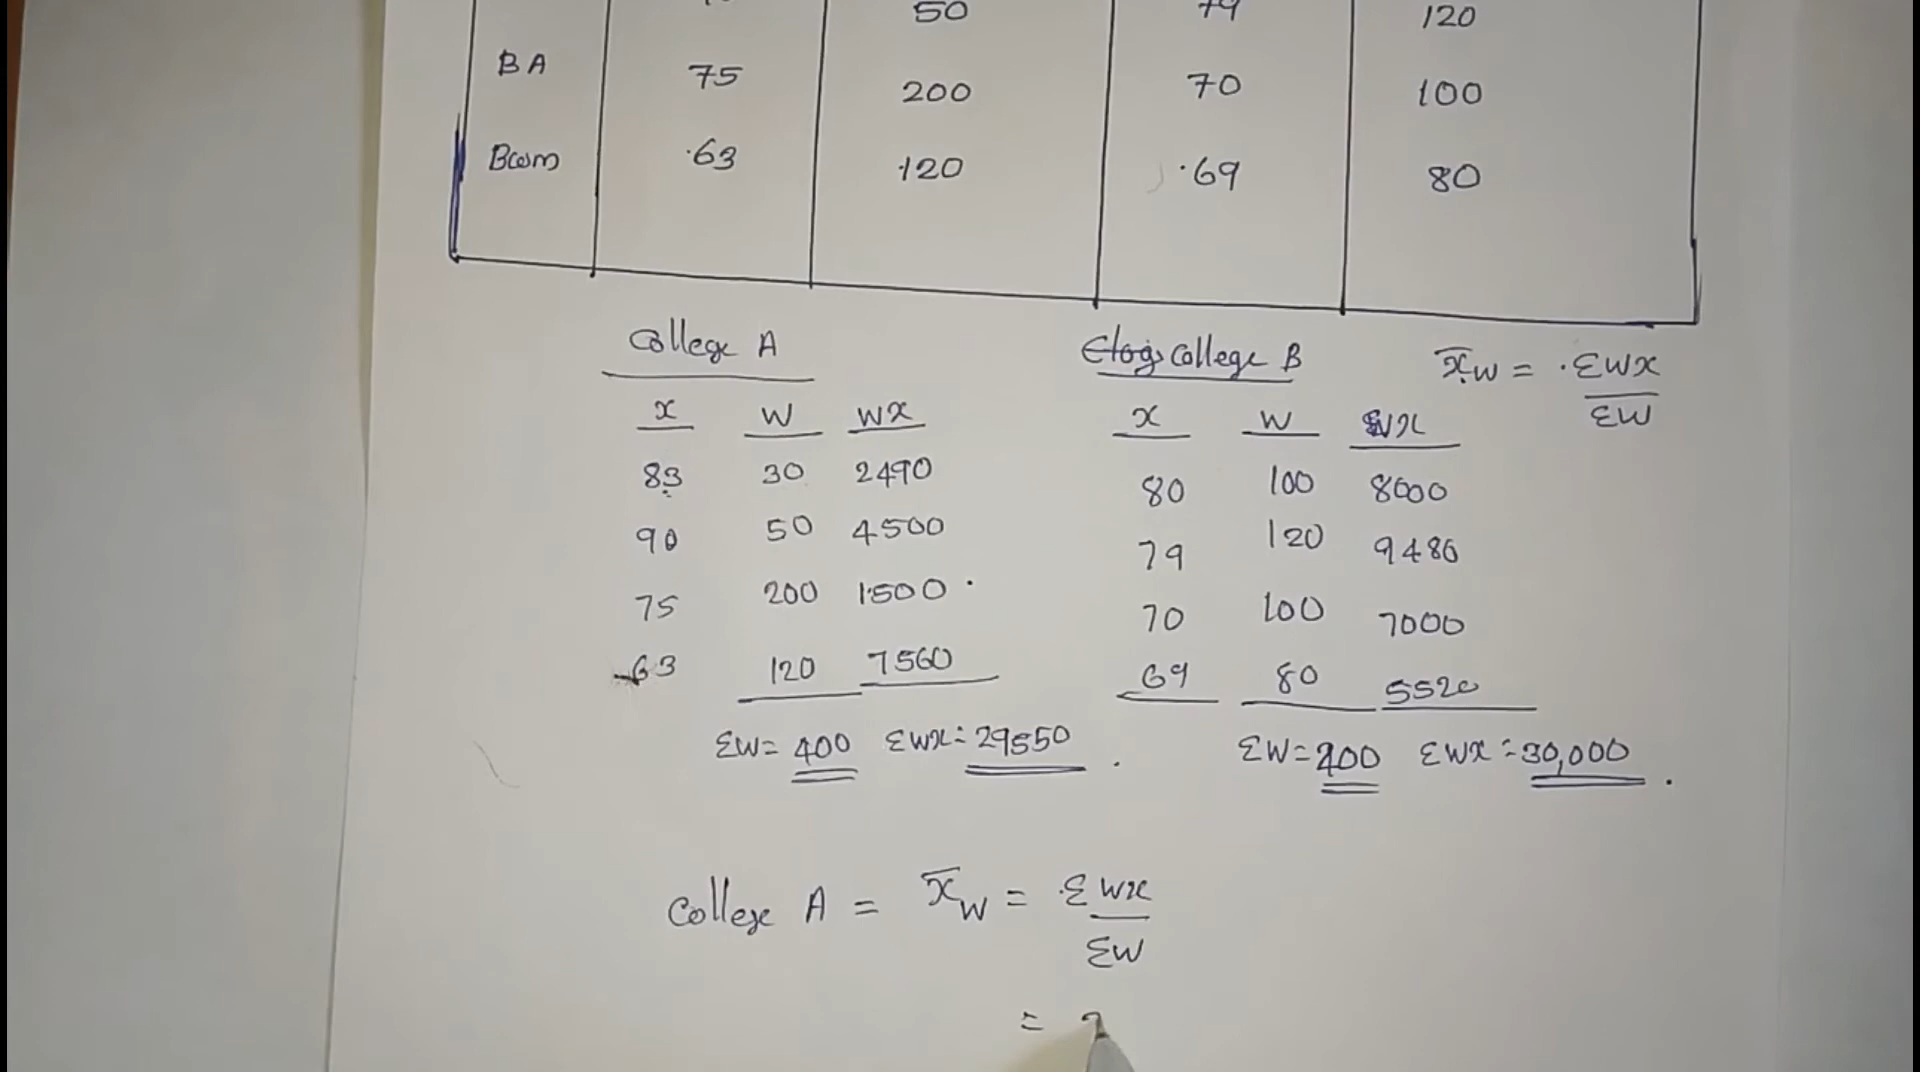 50 79 120
BA 75 200 70 100
Bcom 63 120 69 80
College A
College B
x̄w = Σwx / Σw
x w wx
83 30 2490
90 50 4500
75 200 1500
63 120 7560
Σw = 400 Σwx = 29550
x w wx
80 100 8000
79 120 9480
70 100 7000
69 80 5520
Σw = 400 Σwx = 30,000
College A = x̄w = Σwx / Σw
=